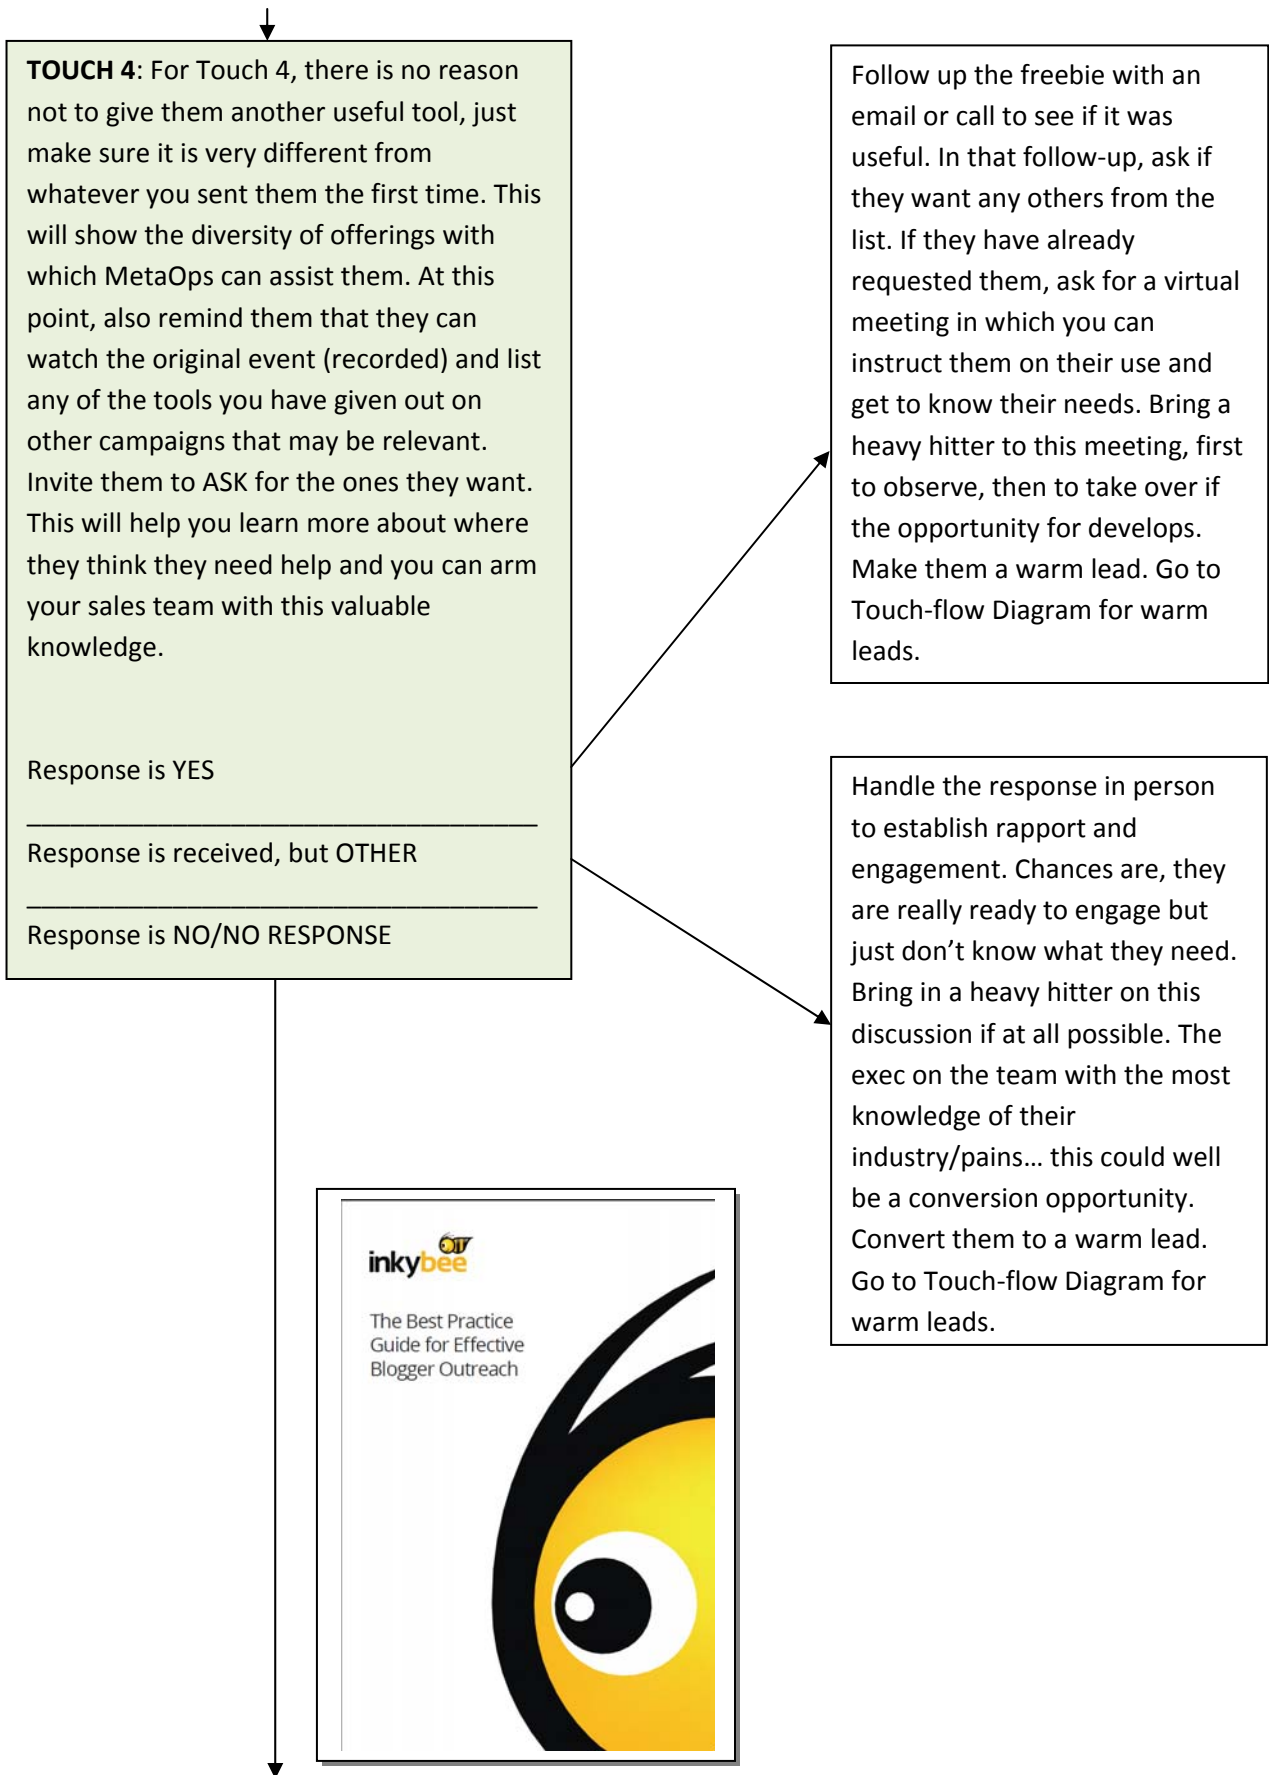 TOUCH 4: For Touch 4, there is no reason
not to give them another useful tool, just
make sure it is very different from
whatever you sent them the first time. This
will show the diversity of offerings with
which MetaOps can assist them. At this
point, also remind them that they can
watch the original event (recorded) and list
any of the tools you have given out on
other campaigns that may be relevant.
Invite them to ASK for the ones they want.
This will help you learn more about where
they think they need help and you can arm
your sales team with this valuable
knowledge.
Response is YES
Response is received, but OTHER
Response is NO/NO RESPONSE
Follow up the freebie with an
email or call to see if it was
useful. In that follow-up, ask if
they want any others from the
list. If they have already
requested them, ask for a virtual
meeting in which you can
instruct them on their use and
get to know their needs. Bring a
heavy hitter to this meeting, first
to observe, then to take over if
the opportunity for develops.
Make them a warm lead. Go to
Touch-flow Diagram for warm
leads.
Handle the response in person
to establish rapport and
engagement. Chances are, they
are really ready to engage but
just don’t know what they need.
Bring in a heavy hitter on this
discussion if at all possible. The
exec on the team with the most
knowledge of their
industry/pains… this could well
be a conversion opportunity.
Convert them to a warm lead.
Go to Touch-flow Diagram for
warm leads.
inkybee
The Best Practice
Guide for Effective
Blogger Outreach